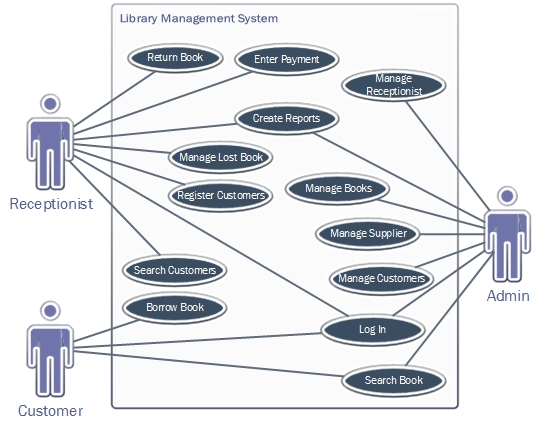 Library Management System
Return Book
Enter Payment
Manage
Receptionist
Create Reports
Manage Lost Book
Register Customers
Manage Books
Receptionist
Manage Supplier
Search Customers
Manage Customers
Admin
Borrow Book
Log In
Search Book
Customer